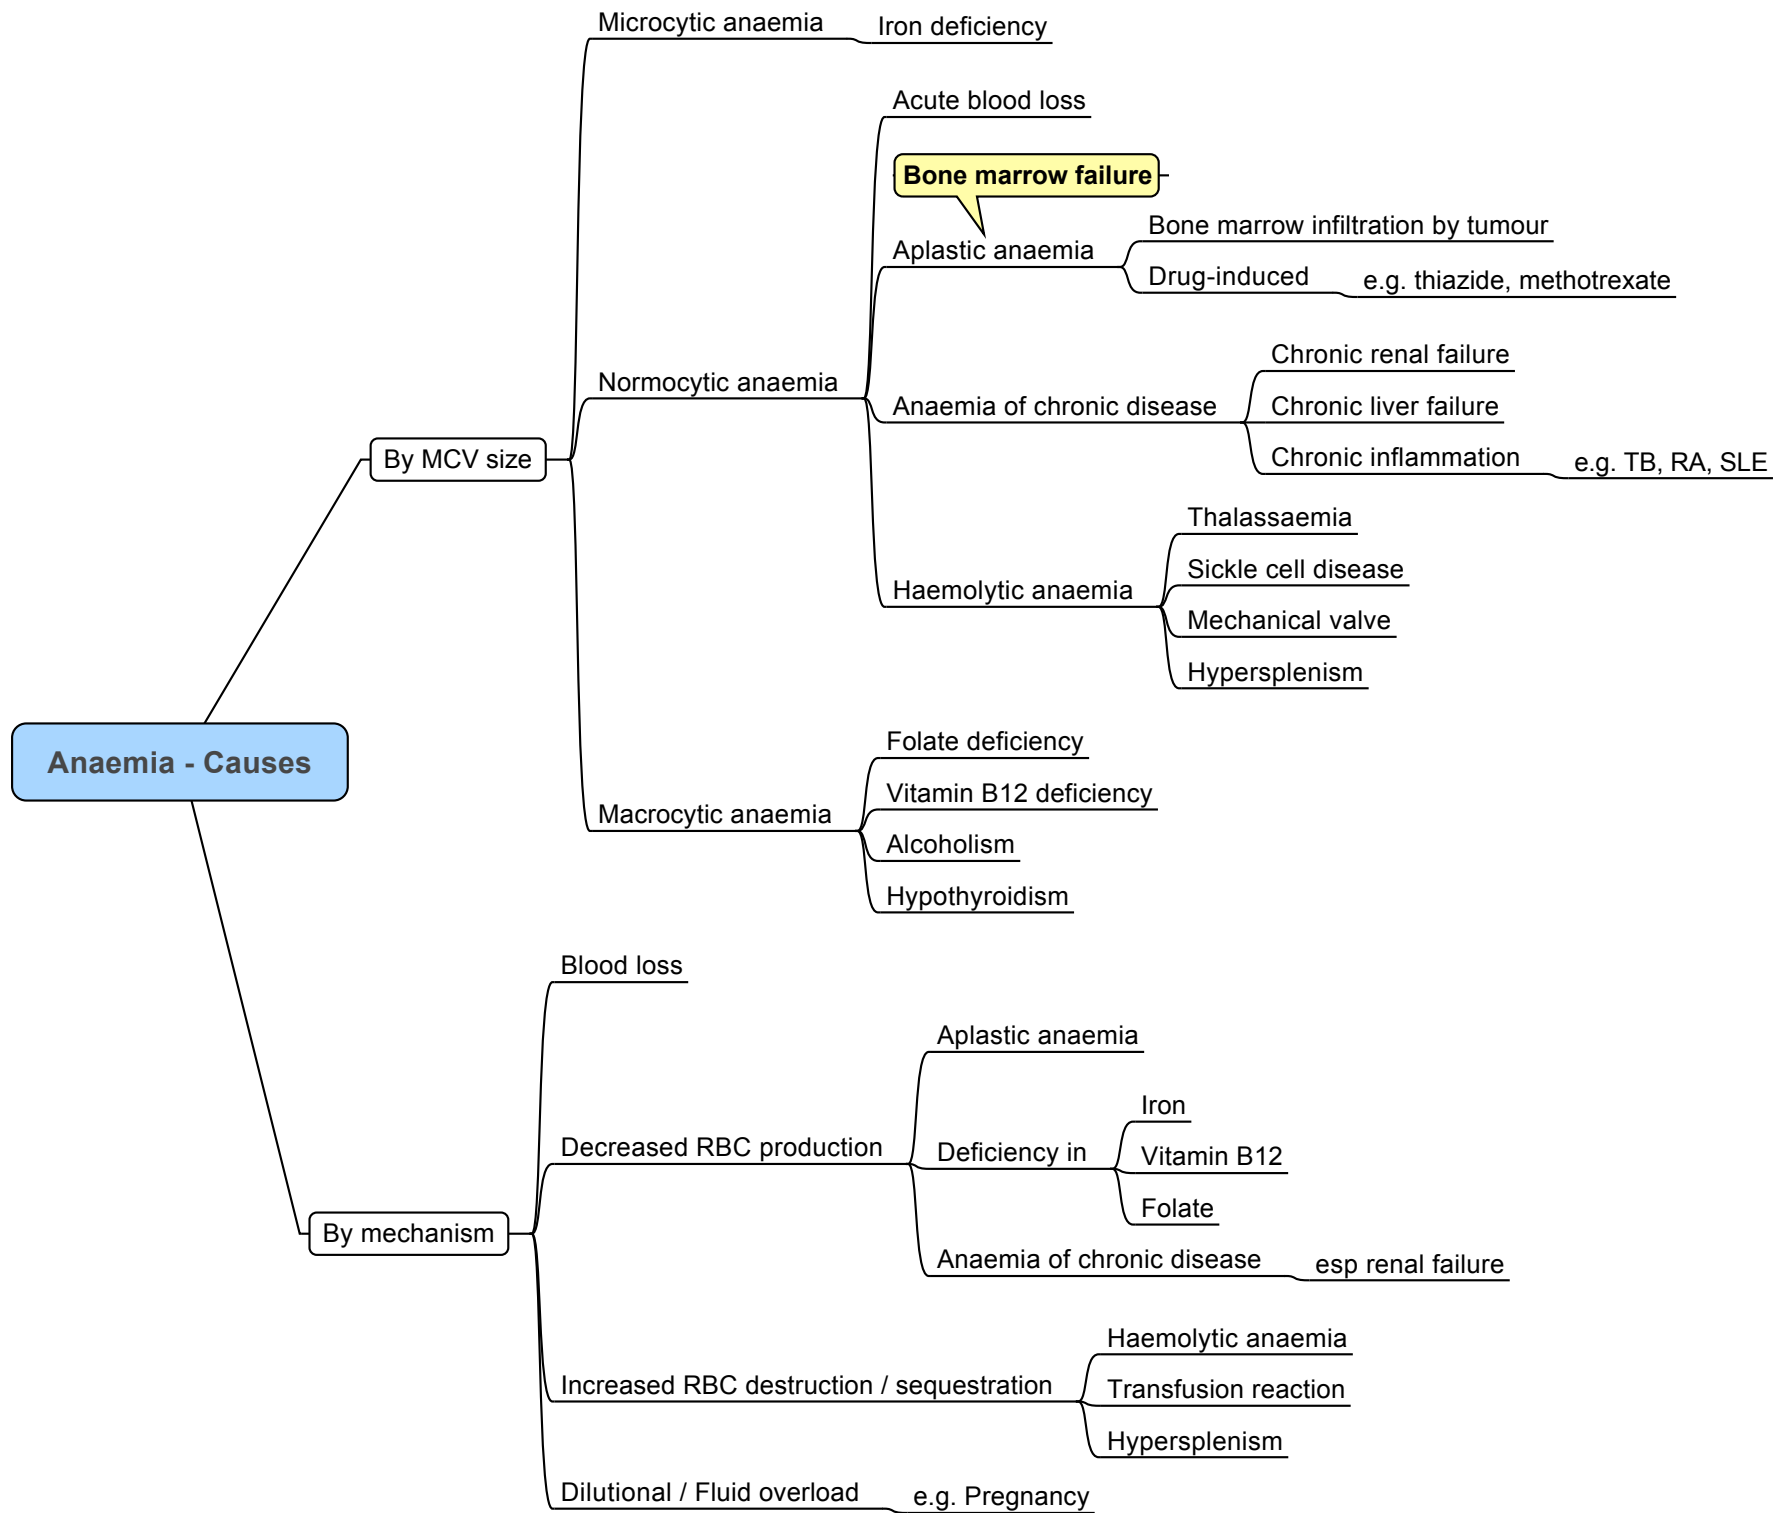 Anaemia - Causes
By MCV size
Microcytic anaemia
Iron deficiency
Normocytic anaemia
Acute blood loss
Bone marrow failure
Aplastic anaemia
Bone marrow infiltration by tumour
Drug-induced
e.g. thiazide, methotrexate
Anaemia of chronic disease
Chronic renal failure
Chronic liver failure
Chronic inflammation
e.g. TB, RA, SLE
Haemolytic anaemia
Thalassaemia
Sickle cell disease
Mechanical valve
Hypersplenism
Macrocytic anaemia
Folate deficiency
Vitamin B12 deficiency
Alcoholism
Hypothyroidism
By mechanism
Blood loss
Decreased RBC production
Aplastic anaemia
Deficiency in
Iron
Vitamin B12
Folate
Anaemia of chronic disease
esp renal failure
Increased RBC destruction / sequestration
Haemolytic anaemia
Transfusion reaction
Hypersplenism
Dilutional / Fluid overload
e.g. Pregnancy